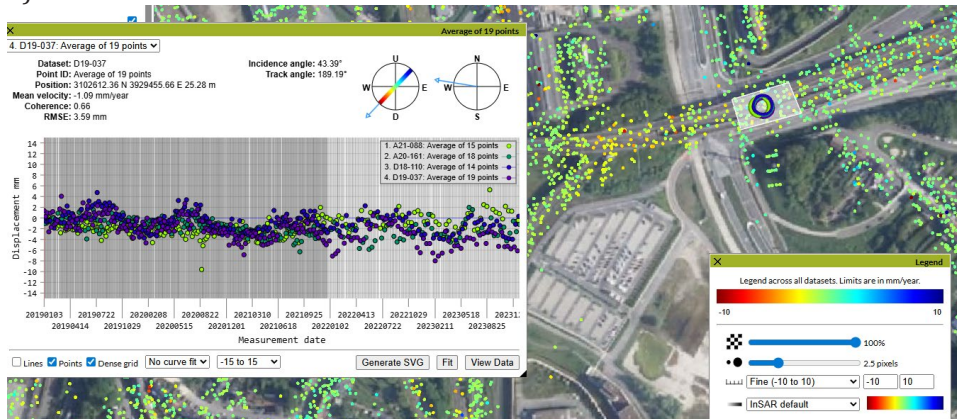 Average of 19 points
4. D19-037: Average of 19 points
Dataset: D19-037
Point ID: Average of 19 points
Position: 3102612.36 N 3929455.66 E 25.28 m
Mean velocity: -1.09 mm/year
Coherence: 0.66
RMSE: 3.59 mm
Incidence angle: 43.39°
Track angle: 189.19°
U
W E
D
N
W E
S
1. A21-088: Average of 15 points
2. A20-161: Average of 18 points
3. D18-110: Average of 14 points
4. D19-037: Average of 19 points
Displacement mm
14
12
10
8
6
4
2
0
-2
-4
-6
-8
-10
-12
-14
20190103 20190722 20200208 20200822 20210310 20210925 20220413 20221029 20230518
20190414 20191029 20200515 20201201 20210618 20220102 20220722 20230211 20230825
Measurement date
Lines Points Dense grid No curve fit -15 to 15 Generate SVG Fit View Data
Legend
Legend across all datasets. Limits are in mm/year.
-10 10
100%
2.5 pixels
Fine (-10 to 10) -10 10
InSAR default